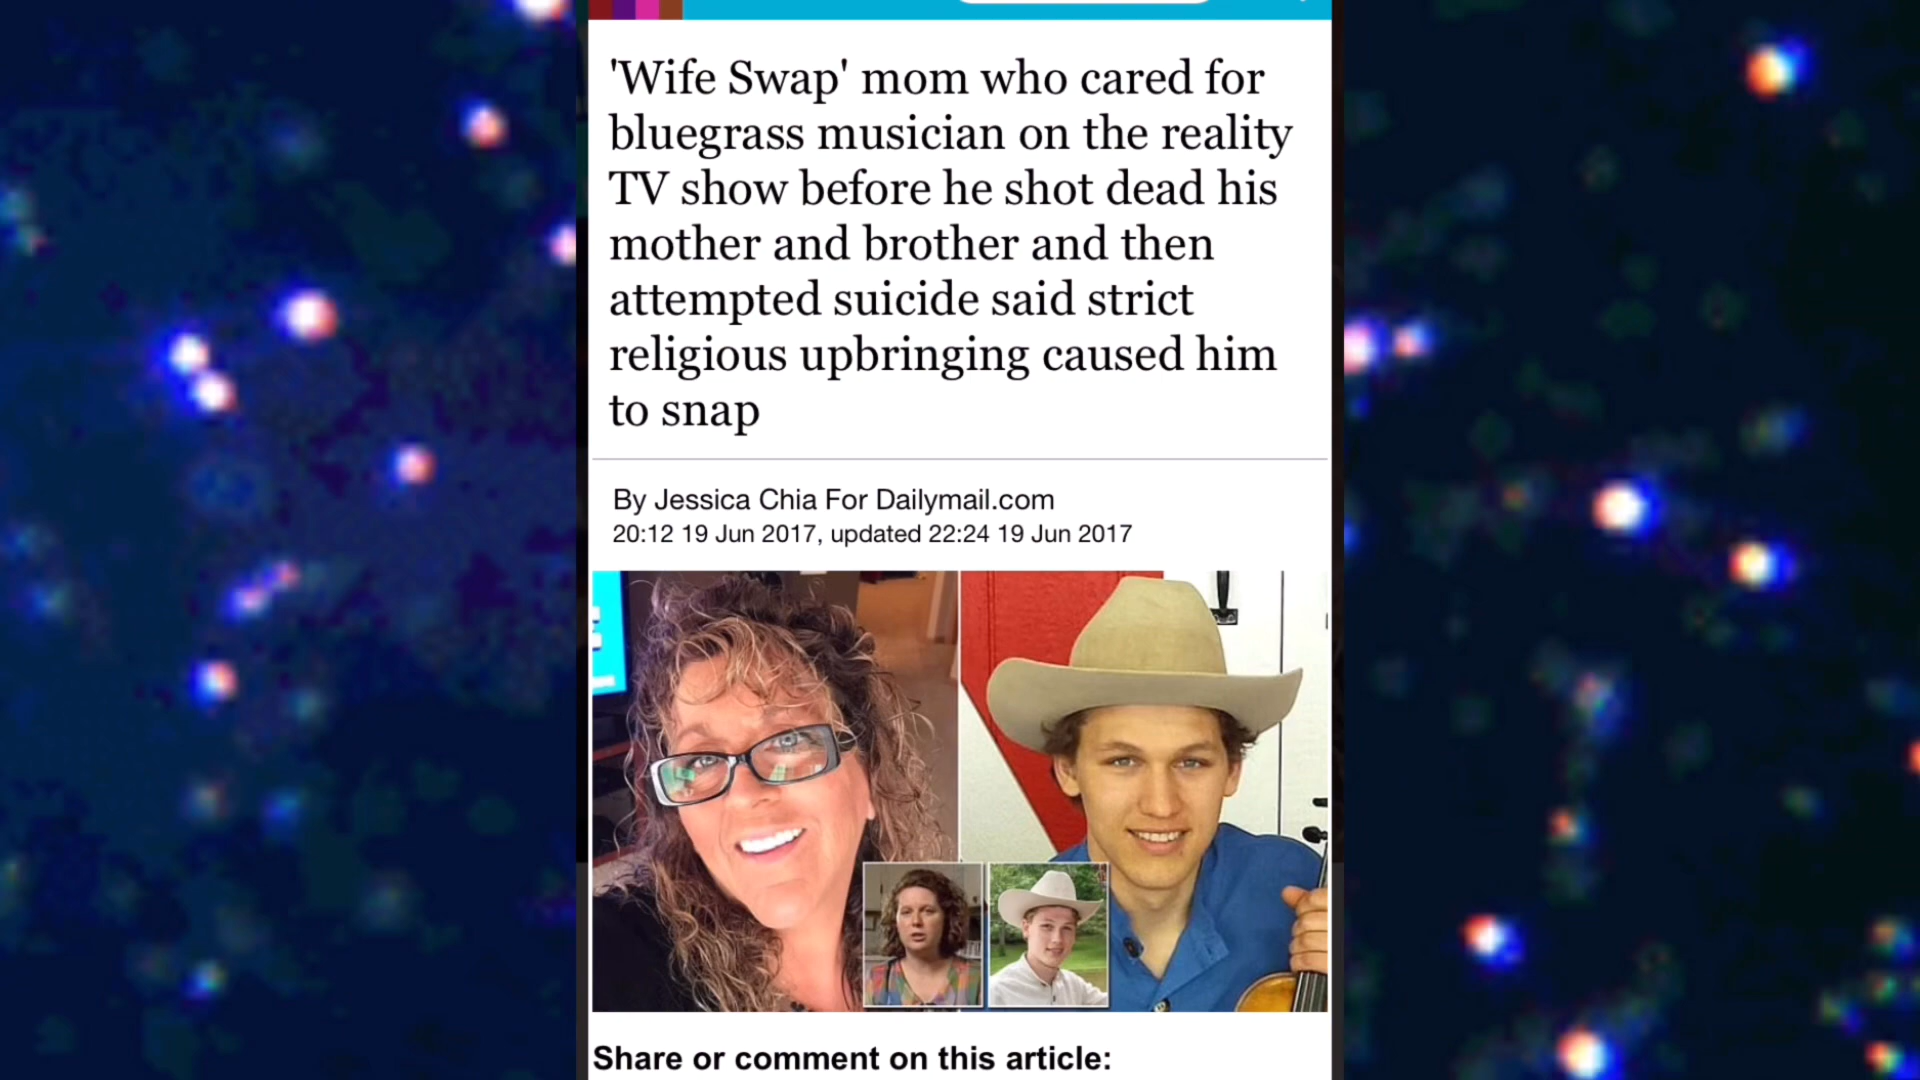 'Wife Swap' mom who cared for
bluegrass musician on the reality
TV show before he shot dead his
mother and brother and then
attempted suicide said strict
religious upbringing caused him
to snap
By Jessica Chia For Dailymail.com
20:12 19 Jun 2017, updated 22:24 19 Jun 2017
Share or comment on this article: